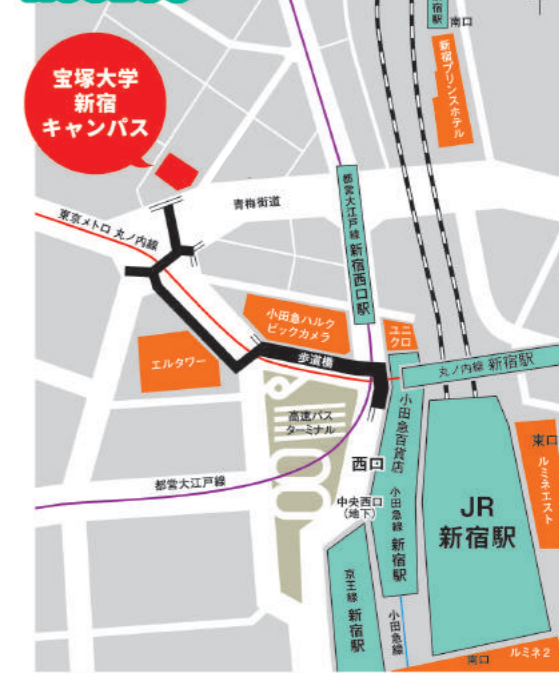 宿駅
南口
新宿プリンスホテル
宝塚大学
新宿
キャンパス
青梅街道
東京メトロ 丸ノ内線
都営大江戸線 新宿西口駅
小田急ハルク
ビックカメラ
ユニ
クロ
エルタワー
歩道橋
丸ノ内線 新宿駅
高速バス
ターミナル
小田急百貨店
西口
東口
ルミネエスト
都営大江戸線
中央西口
(地下)
小田急線 新宿駅
JR
新宿駅
京王線 新宿駅
小田急線
ルミネ2
南口